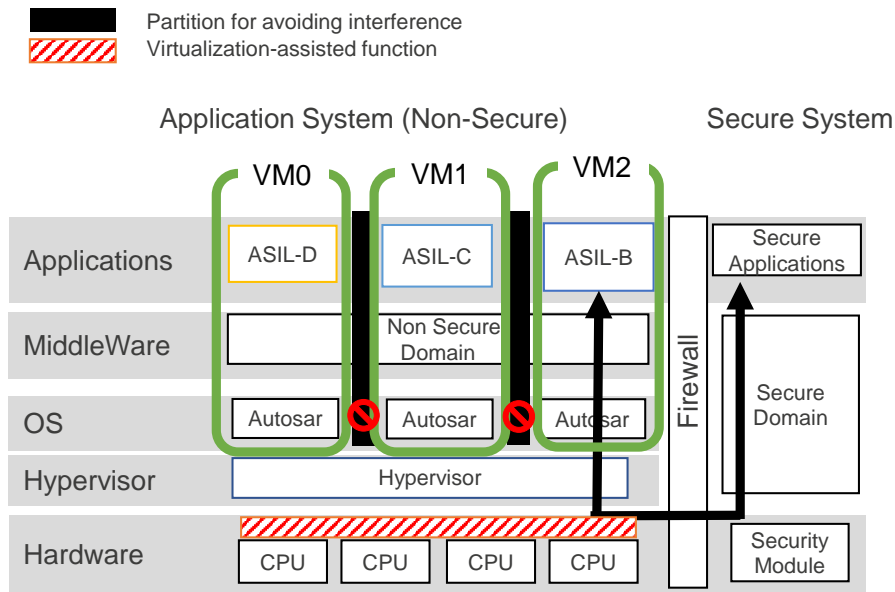 Partition for avoiding interference
Virtualization-assisted function
Application System (Non-Secure)
Secure System
VM0
VM1
VM2
Applications
ASIL-D
ASIL-C
ASIL-B
Secure
Applications
MiddleWare
Non Secure
Domain
Firewall
Secure
Domain
OS
Autosar
Autosar
Autosar
Hypervisor
Hypervisor
Hardware
CPU
CPU
CPU
CPU
Security
Module